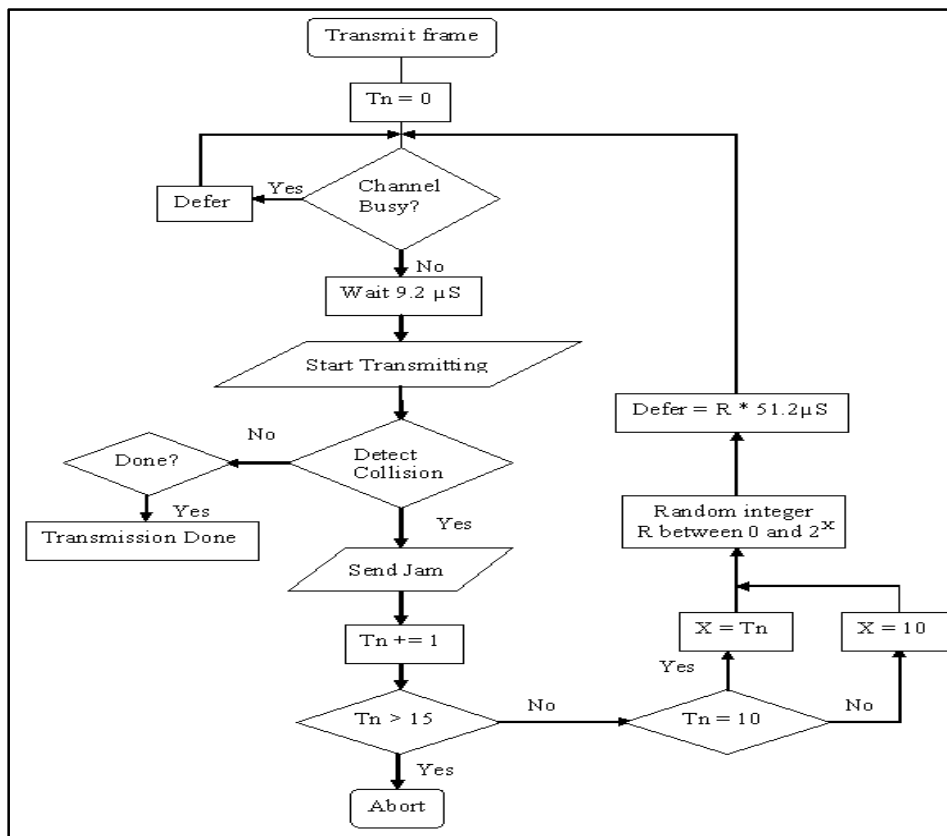 Transmit frame
Tn = 0
Channel
Busy?
Yes
Defer
No
Wait 9.2 µS
Start Transmitting
Defer = R * 51.2µS
No
Done?
Detect
Collision
Yes
Transmission Done
Yes
Random integer
R between 0 and 2^x
Send Jam
Tn += 1
X = Tn
X = 10
Yes
Tn > 15
No
Tn = 10
No
Yes
Abort